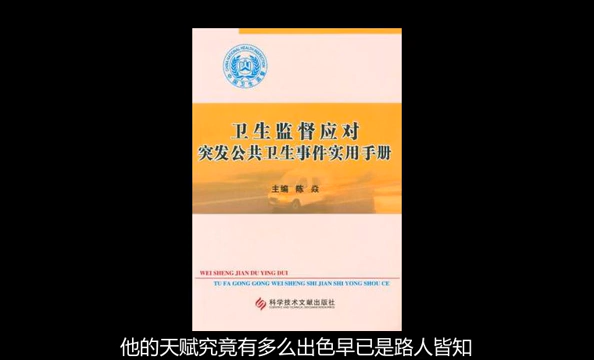 卫生监督应对
突发公共卫生事件实用手册
主编 陈 焱
WEI SHENG JIAN DU YING DUI
TU FA GONG GONG WEI SHENG SHI JIAN SHI YONG SHOU CE
科学技术文献出版社
他的天赋究竟有多么出色早已是路人皆知